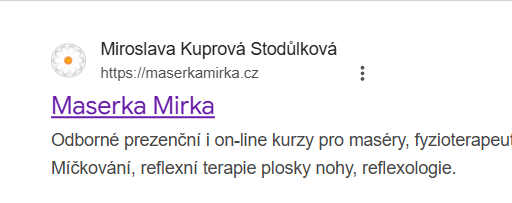 Miroslava Kuprová Stodůlková
https://maserkamirka.cz
Maserka Mirka
Odborné prezenční i on-line kurzy pro maséry, fyzioterapeut
Míčkování, reflexní terapie plosky nohy, reflexologie.